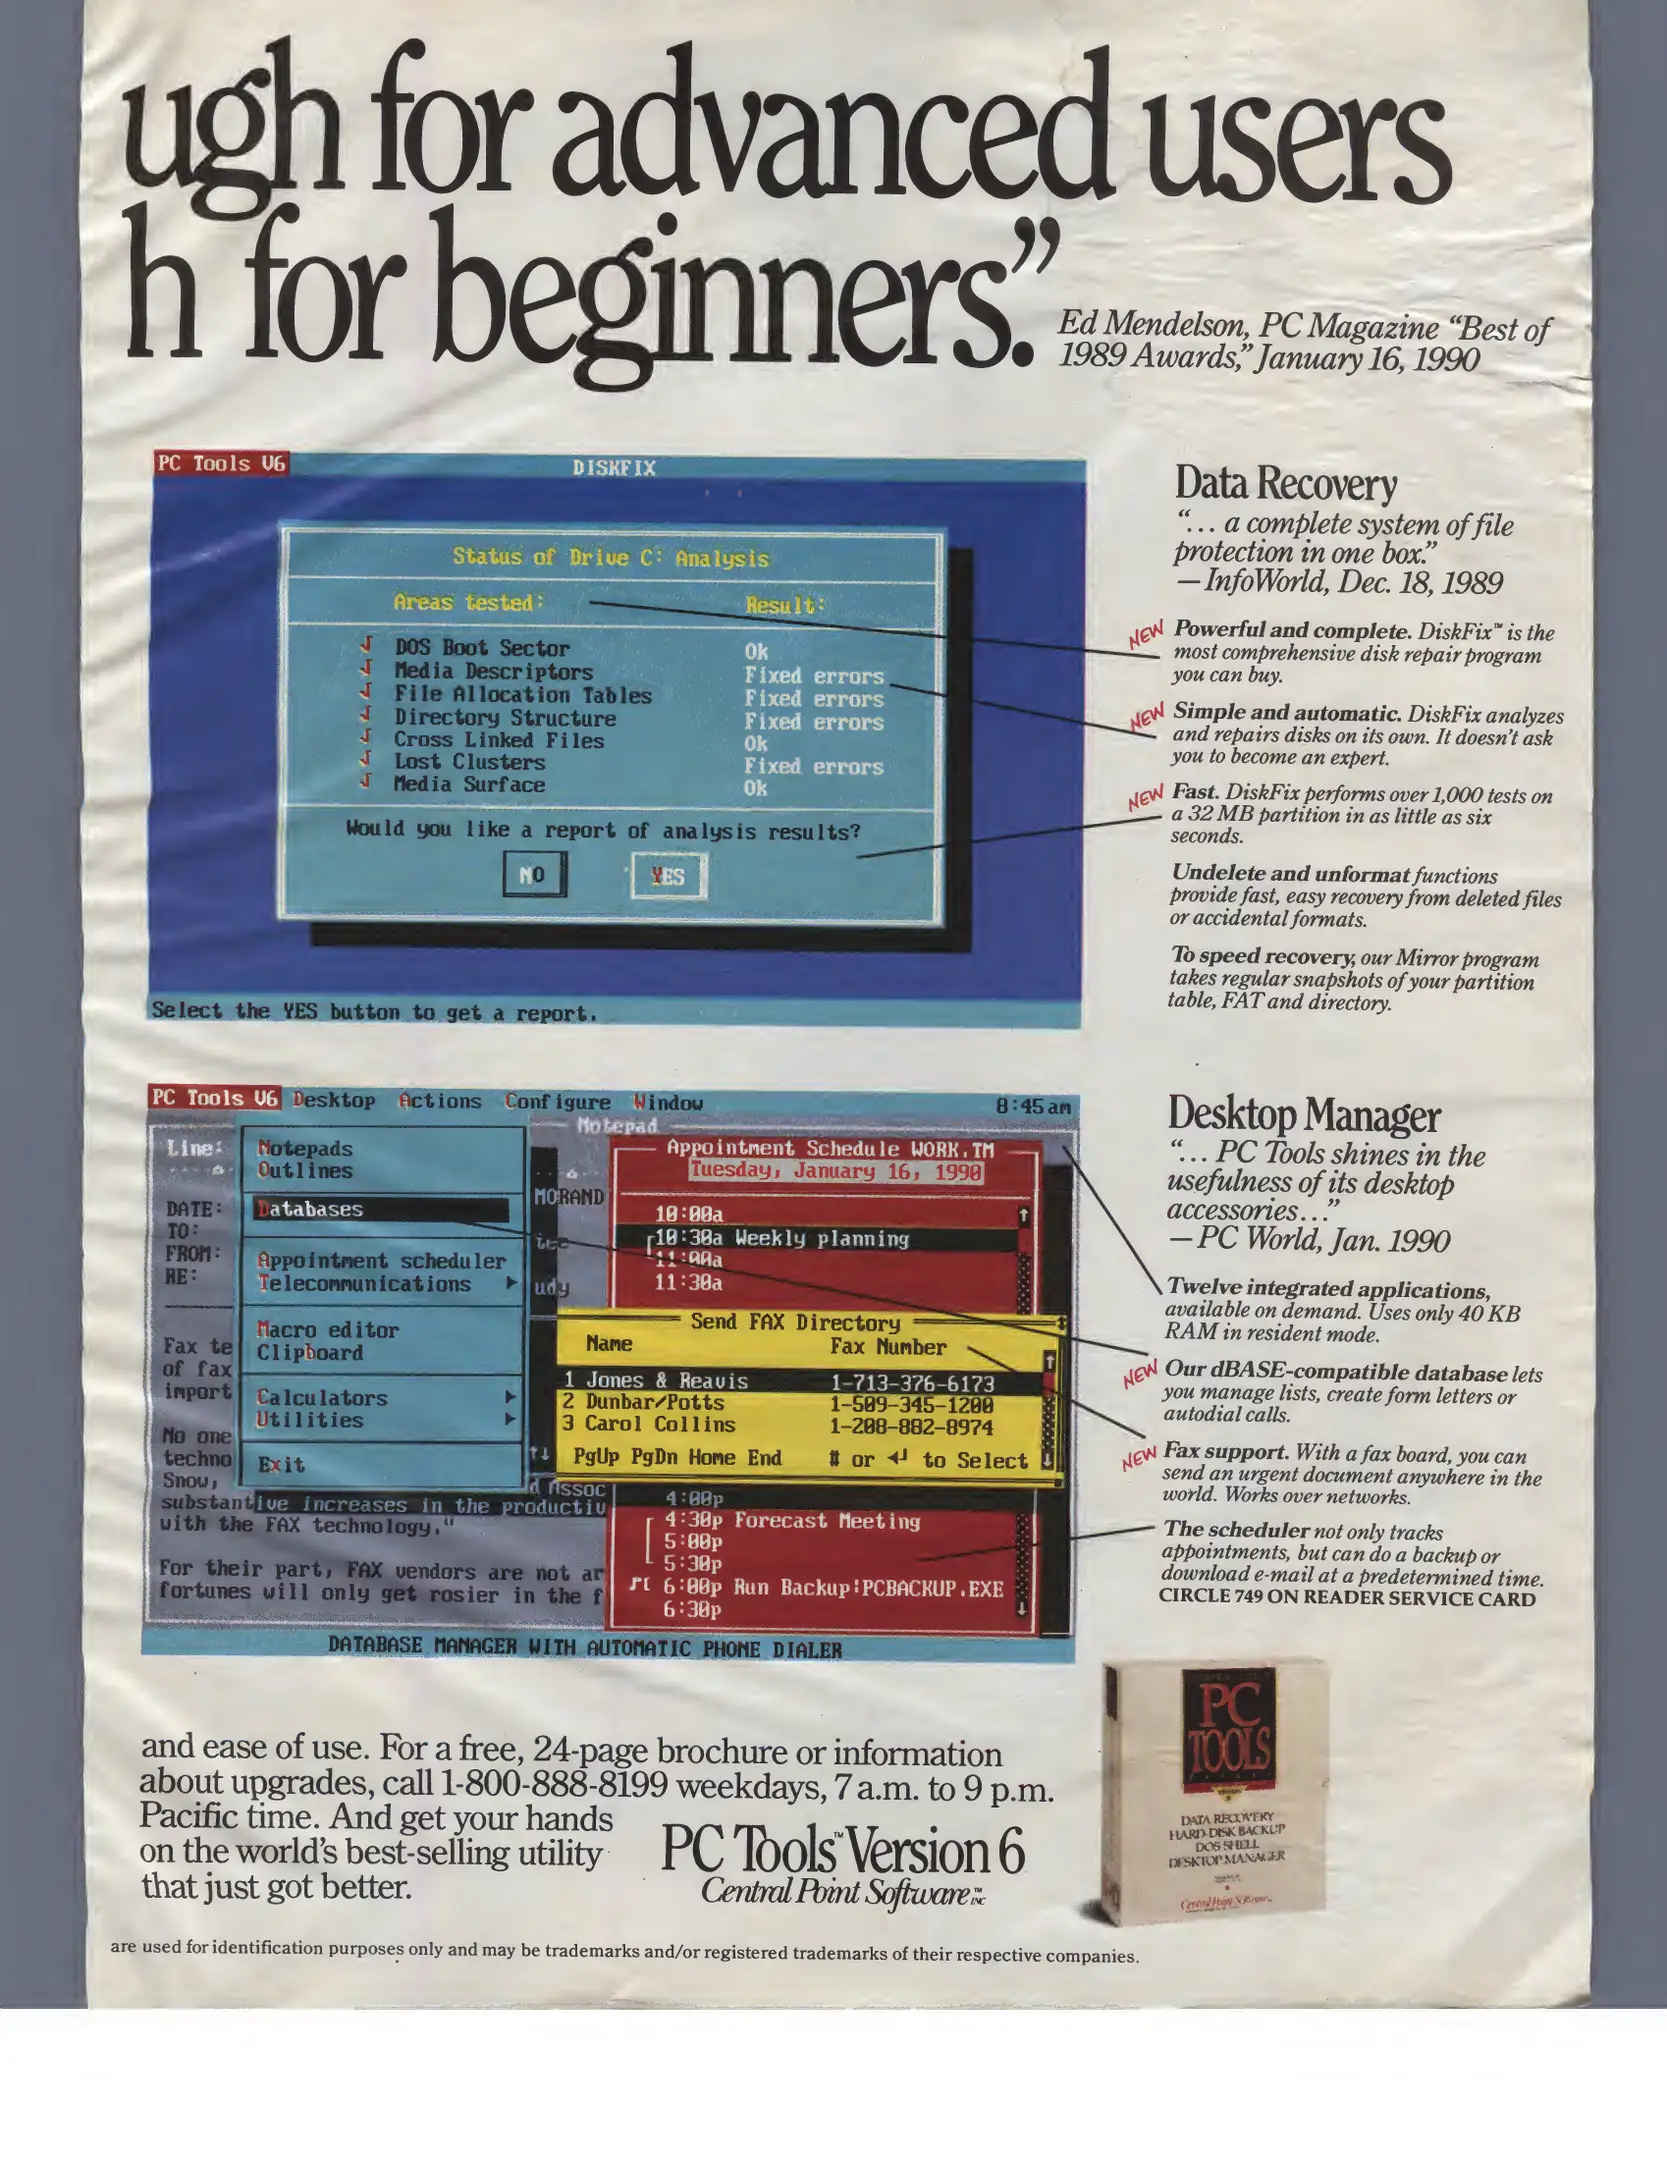 ugh for advanced users
h for beginners."
Ed Mendelson, PC Magazine "Best of
1989 Awards," January 16, 1990
PC Tools V6 DISKFIX
Status of Drive C: Analysis
Areas tested: Result:
√ DOS Boot Sector Ok
√ Media Descriptors Fixed errors
√ File Allocation Tables Fixed errors
√ Directory Structure Fixed errors
√ Cross Linked Files Ok
√ Lost Clusters Fixed errors
√ Media Surface Ok
Would you like a report of analysis results?
NO YES
Select the YES button to get a report.
Data Recovery
"... a complete system of file
protection in one box."
—InfoWorld, Dec. 18, 1989
NEW Powerful and complete. DiskFix™ is the
most comprehensive disk repair program
you can buy.
NEW Simple and automatic. DiskFix analyzes
and repairs disks on its own. It doesn't ask
you to become an expert.
NEW Fast. DiskFix performs over 1,000 tests on
a 32 MB partition in as little as six
seconds.
Undelete and unformat functions
provide fast, easy recovery from deleted files
or accidental formats.
To speed recovery, our Mirror program
takes regular snapshots of your partition
table, FAT and directory.
PC Tools V6 Desktop Actions Configure Window 8:45am
Notepad
Line:
DATE:
TO:
FROM:
RE:
MORAND
tee
udy
Notepads
Outlines
Databases
Appointment scheduler
Telecommunications ►
Macro editor
Clipboard
Calculators ►
Utilities ►
Exit
Appointment Schedule WORK.TM
Tuesday, January 16, 1990
10:00a
10:30a Weekly planning
11:00a
11:30a
Send FAX Directory
Name Fax Number
1 Jones & Reavis 1-713-376-6173
2 Dunbar/Potts 1-509-345-1200
3 Carol Collins 1-208-882-8974
PgUp PgDn Home End # or ↵ to Select
4:00p
4:30p Forecast Meeting
5:00p
5:30p
♬[ 6:00p Run Backup¦PCBACKUP.EXE
6:30p
Fax te
of fax
import
No one
techno
Snow, d Assoc
substantive increases in the productiv
with the FAX technology."
For their part, FAX vendors are not ar
fortunes will only get rosier in the f
DATABASE MANAGER WITH AUTOMATIC PHONE DIALER
Desktop Manager
"... PC Tools shines in the
usefulness of its desktop
accessories..."
—PC World, Jan. 1990
Twelve integrated applications,
available on demand. Uses only 40 KB
RAM in resident mode.
NEW Our dBASE-compatible database lets
you manage lists, create form letters or
autodial calls.
NEW Fax support. With a fax board, you can
send an urgent document anywhere in the
world. Works over networks.
The scheduler not only tracks
appointments, but can do a backup or
download e-mail at a predetermined time.
CIRCLE 749 ON READER SERVICE CARD
and ease of use. For a free, 24-page brochure or information
about upgrades, call 1-800-888-8199 weekdays, 7 a.m. to 9 p.m.
Pacific time. And get your hands
on the world's best-selling utility
that just got better.
PC Tools™ Version 6
Central Point Software™ INC
PC
TOOLS
DATA RECOVERY
HARD-DISK BACKUP
DOS SHELL
DESKTOP MANAGER
Central Point Software
are used for identification purposes only and may be trademarks and/or registered trademarks of their respective companies.